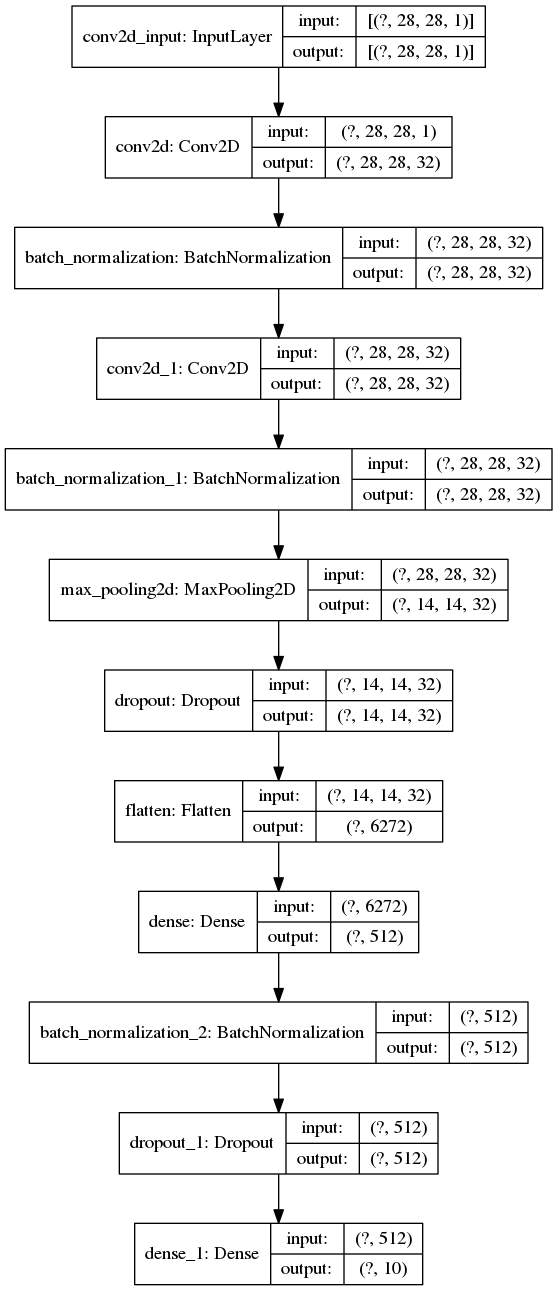 conv2d_input: InputLayer
input: [(?, 28, 28, 1)]
output: [(?, 28, 28, 1)]
conv2d: Conv2D
input: (?, 28, 28, 1)
output: (?, 28, 28, 32)
batch_normalization: BatchNormalization
input: (?, 28, 28, 32)
output: (?, 28, 28, 32)
conv2d_1: Conv2D
input: (?, 28, 28, 32)
output: (?, 28, 28, 32)
batch_normalization_1: BatchNormalization
input: (?, 28, 28, 32)
output: (?, 28, 28, 32)
max_pooling2d: MaxPooling2D
input: (?, 28, 28, 32)
output: (?, 14, 14, 32)
dropout: Dropout
input: (?, 14, 14, 32)
output: (?, 14, 14, 32)
flatten: Flatten
input: (?, 14, 14, 32)
output: (?, 6272)
dense: Dense
input: (?, 6272)
output: (?, 512)
batch_normalization_2: BatchNormalization
input: (?, 512)
output: (?, 512)
dropout_1: Dropout
input: (?, 512)
output: (?, 512)
dense_1: Dense
input: (?, 512)
output: (?, 10)